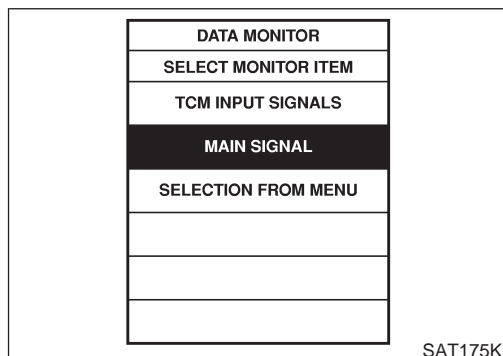 DATA MONITOR
SELECT MONITOR ITEM
TCM INPUT SIGNALS
MAIN SIGNAL
SELECTION FROM MENU
SAT175K